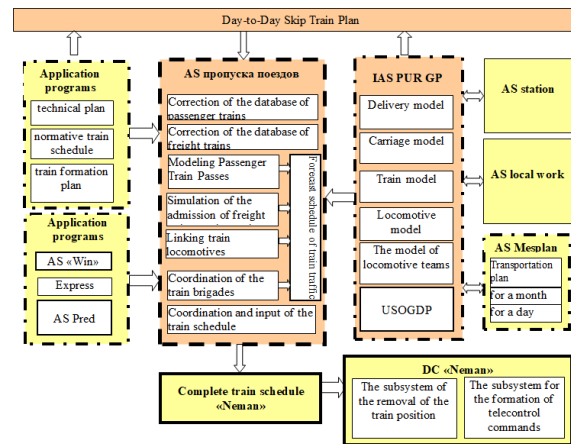 Day-to-Day Skip Train Plan
Application
programs
technical plan
normative train
schedule
train formation
plan
Application
programs
AS «Win»
Express
AS Pred
AS пропуска поездов
Correction of the database of
passenger trains
Correction of the database of
freight trains
Modeling Passenger
Train Passes
Simulation of the
admission of freight
Linking train
locomotives
Coordination of the
train brigades
Coordination and input of the
train schedule
Forecast schedule of train traffic
IAS PUR GP
Delivery model
Carriage model
Train model
Locomotive
model
The model of
locomotive teams
USOGDP
AS station
AS local work
AS Mesplan
Transportation
plan
for a month
for a day
Complete train schedule
«Neman»
DC «Neman»
The subsystem of
the removal of the
train position
The subsystem for
the formation of
telecontrol
commands